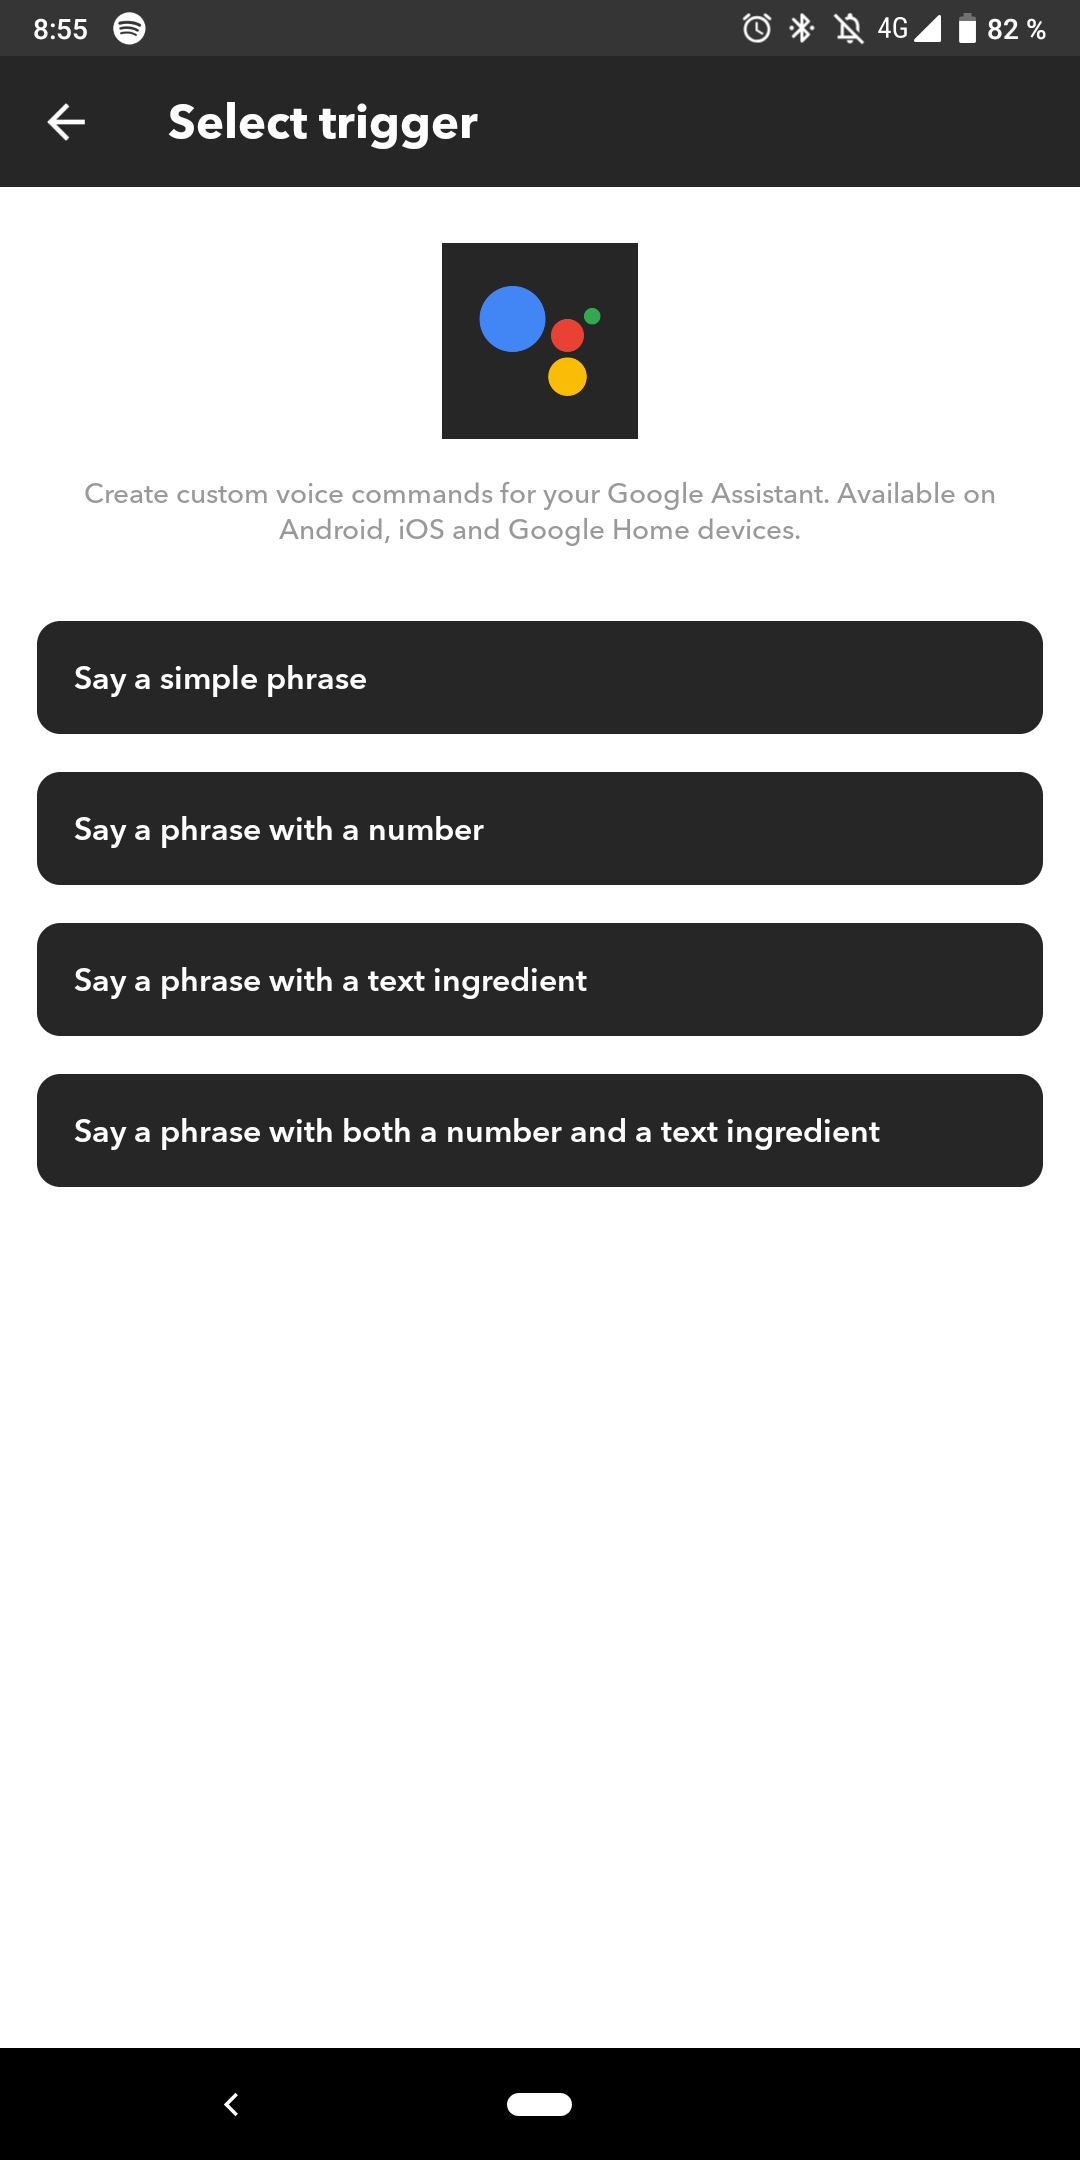 8:55 4G 82 %
Select trigger
Create custom voice commands for your Google Assistant. Available on
Android, iOS and Google Home devices.
Say a simple phrase
Say a phrase with a number
Say a phrase with a text ingredient
Say a phrase with both a number and a text ingredient